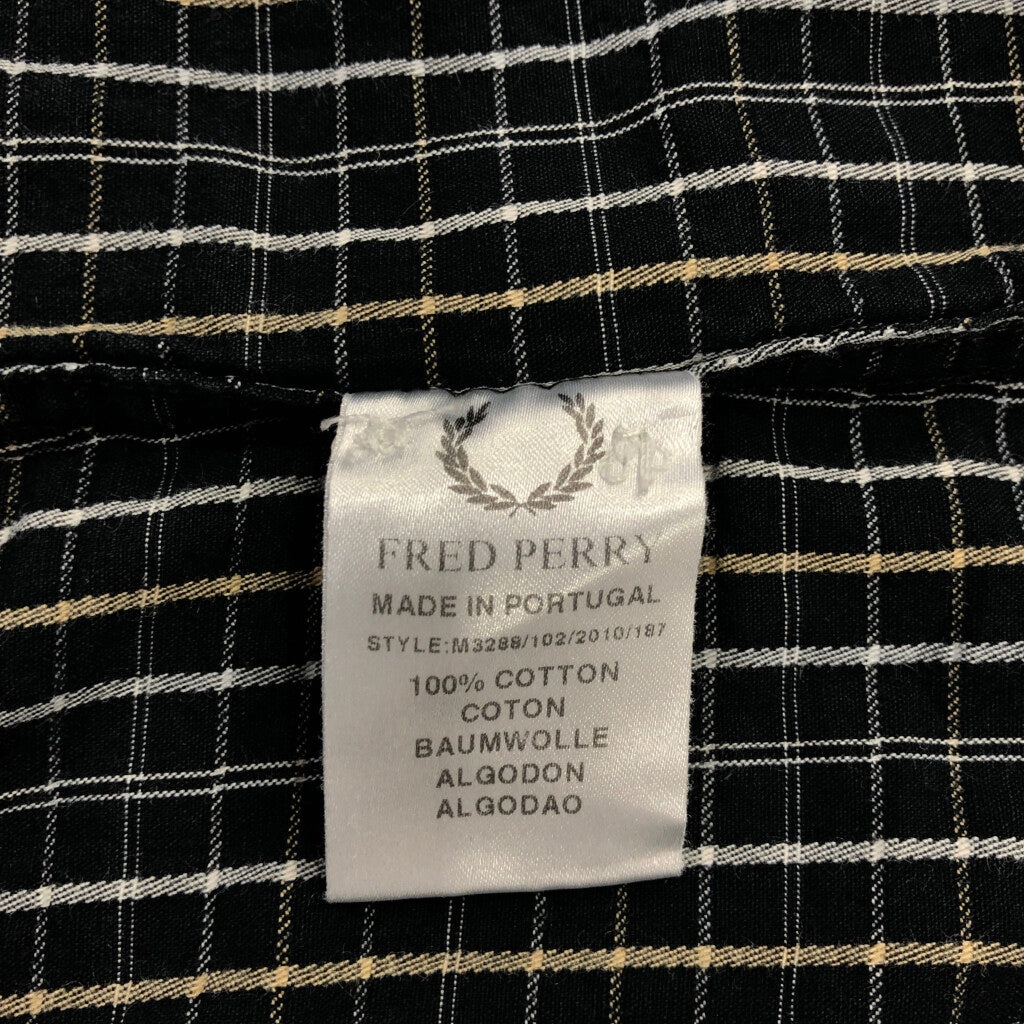 FRED PERRY
MADE IN PORTUGAL
STYLE:M3288/102/2010/187
100% COTTON
COTON
BAUMWOLLE
ALGODON
ALGODAO